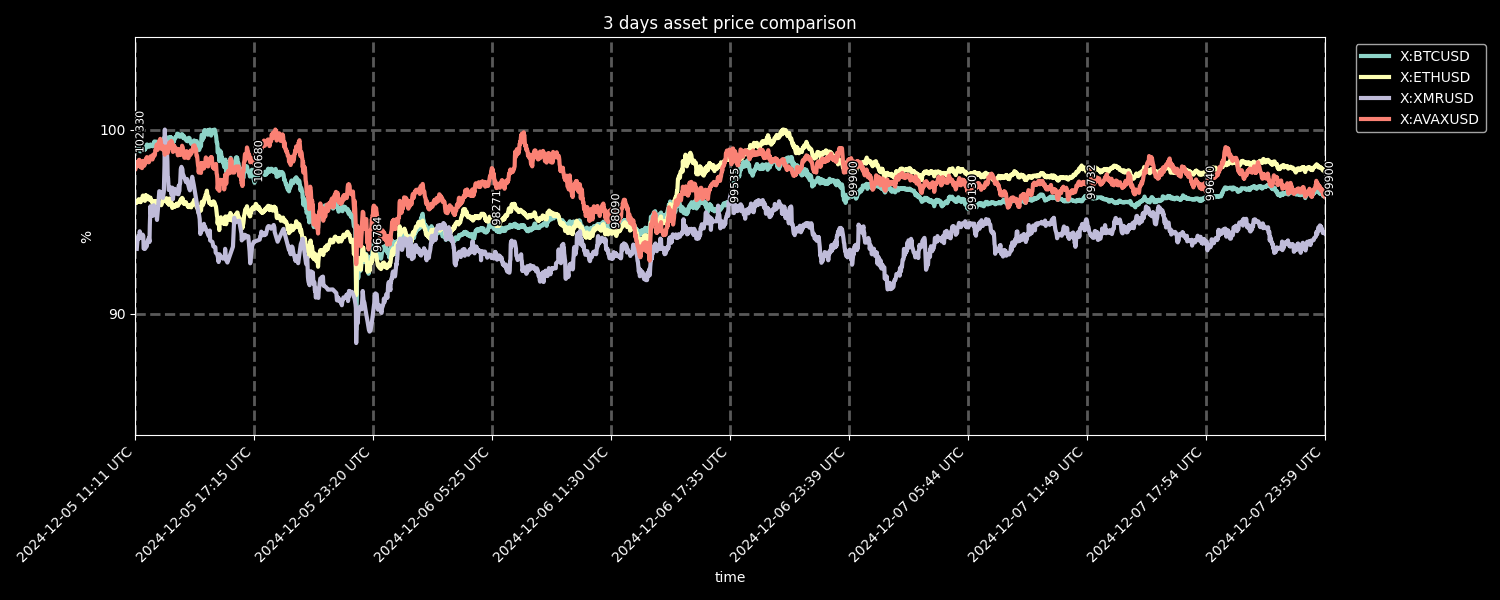 3 days asset price comparison
X:BTCUSD
X:ETHUSD
X:XMRUSD
X:AVAXUSD
100
90
%
102330
100680
96784
98271
98090
99535
99900
99130
99732
99640
99900
2024-12-05 11:11 UTC
2024-12-05 17:15 UTC
2024-12-05 23:20 UTC
2024-12-06 05:25 UTC
2024-12-06 11:30 UTC
2024-12-06 17:35 UTC
2024-12-06 23:39 UTC
2024-12-07 05:44 UTC
2024-12-07 11:49 UTC
2024-12-07 17:54 UTC
2024-12-07 23:59 UTC
time